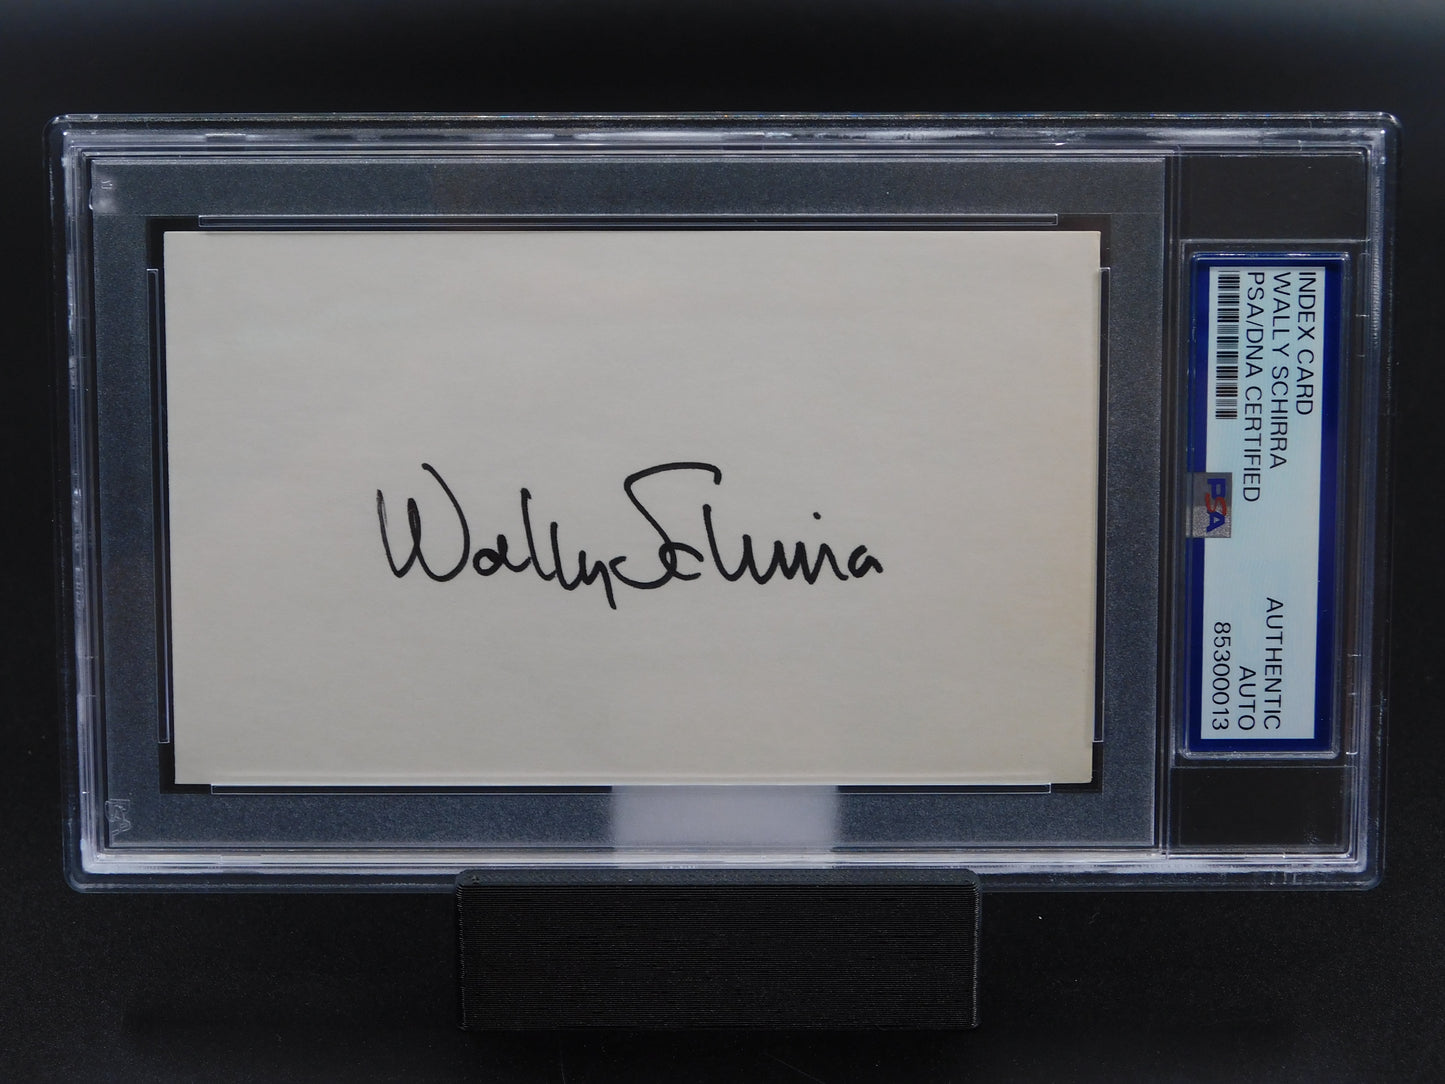 Wally Schirra
INDEX CARD
WALLY SCHIRRA
PSA/DNA CERTIFIED
PSA
AUTHENTIC
AUTO
85300013